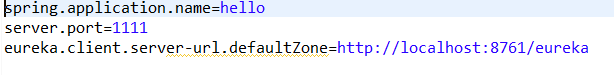 spring.application.name=hello
server.port=1111
eureka.client.server-url.defaultZone=http://localhost:8761/eureka